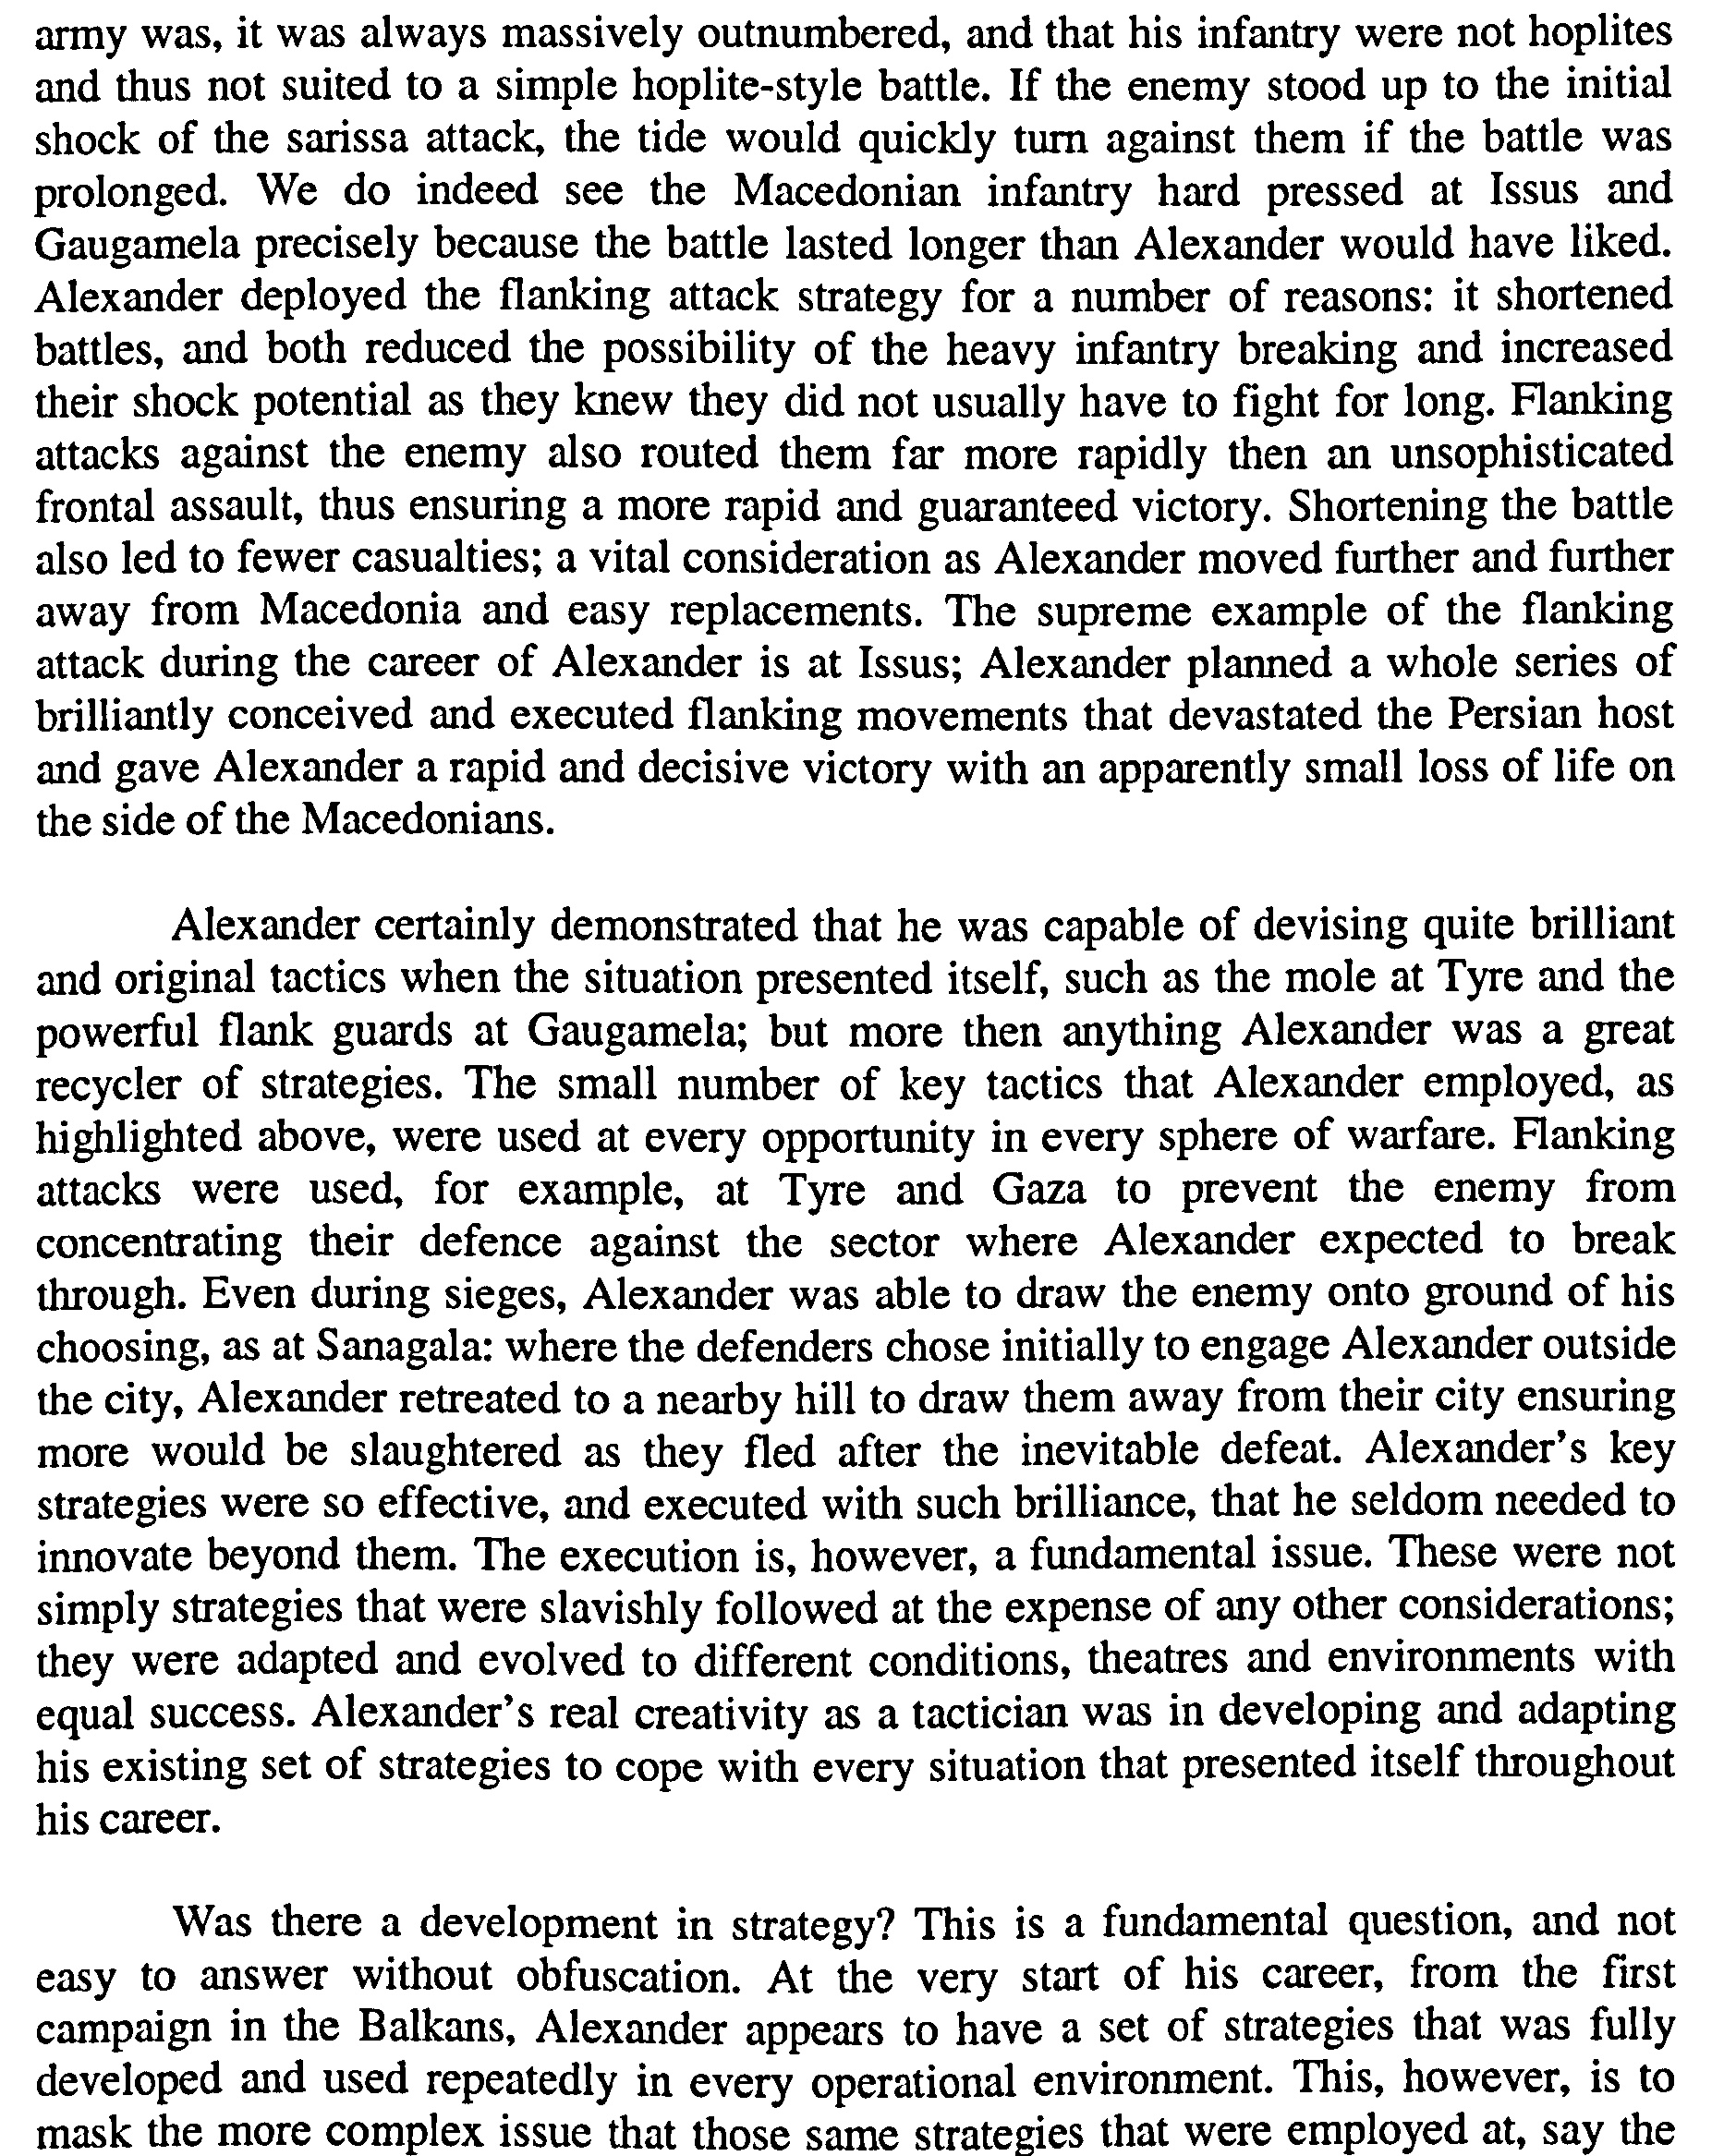 army was, it was always massively outnumbered, and that his infantry were not hoplites
and thus not suited to a simple hoplite-style battle. If the enemy stood up to the initial
shock of the sarissa attack, the tide would quickly turn against them if the battle was
prolonged. We do indeed see the Macedonian infantry hard pressed at Issus and
Gaugamela precisely because the battle lasted longer than Alexander would have liked.
Alexander deployed the flanking attack strategy for a number of reasons: it shortened
battles, and both reduced the possibility of the heavy infantry breaking and increased
their shock potential as they knew they did not usually have to fight for long. Flanking
attacks against the enemy also routed them far more rapidly then an unsophisticated
frontal assault, thus ensuring a more rapid and guaranteed victory. Shortening the battle
also led to fewer casualties; a vital consideration as Alexander moved further and further
away from Macedonia and easy replacements. The supreme example of the flanking
attack during the career of Alexander is at Issus; Alexander planned a whole series of
brilliantly conceived and executed flanking movements that devastated the Persian host
and gave Alexander a rapid and decisive victory with an apparently small loss of life on
the side of the Macedonians.
Alexander certainly demonstrated that he was capable of devising quite brilliant
and original tactics when the situation presented itself, such as the mole at Tyre and the
powerful flank guards at Gaugamela; but more then anything Alexander was a great
recycler of strategies. The small number of key tactics that Alexander employed, as
highlighted above, were used at every opportunity in every sphere of warfare. Flanking
attacks were used, for example, at Tyre and Gaza to prevent the enemy from
concentrating their defence against the sector where Alexander expected to break
through. Even during sieges, Alexander was able to draw the enemy onto ground of his
choosing, as at Sanagala: where the defenders chose initially to engage Alexander outside
the city, Alexander retreated to a nearby hill to draw them away from their city ensuring
more would be slaughtered as they fled after the inevitable defeat. Alexander's key
strategies were so effective, and executed with such brilliance, that he seldom needed to
innovate beyond them. The execution is, however, a fundamental issue. These were not
simply strategies that were slavishly followed at the expense of any other considerations;
they were adapted and evolved to different conditions, theatres and environments with
equal success. Alexander's real creativity as a tactician was in developing and adapting
his existing set of strategies to cope with every situation that presented itself throughout
his career.
Was there a development in strategy? This is a fundamental question, and not
easy to answer without obfuscation. At the very start of his career, from the first
campaign in the Balkans, Alexander appears to have a set of strategies that was fully
developed and used repeatedly in every operational environment. This, however, is to
mask the more complex issue that those same strategies that were employed at, say the